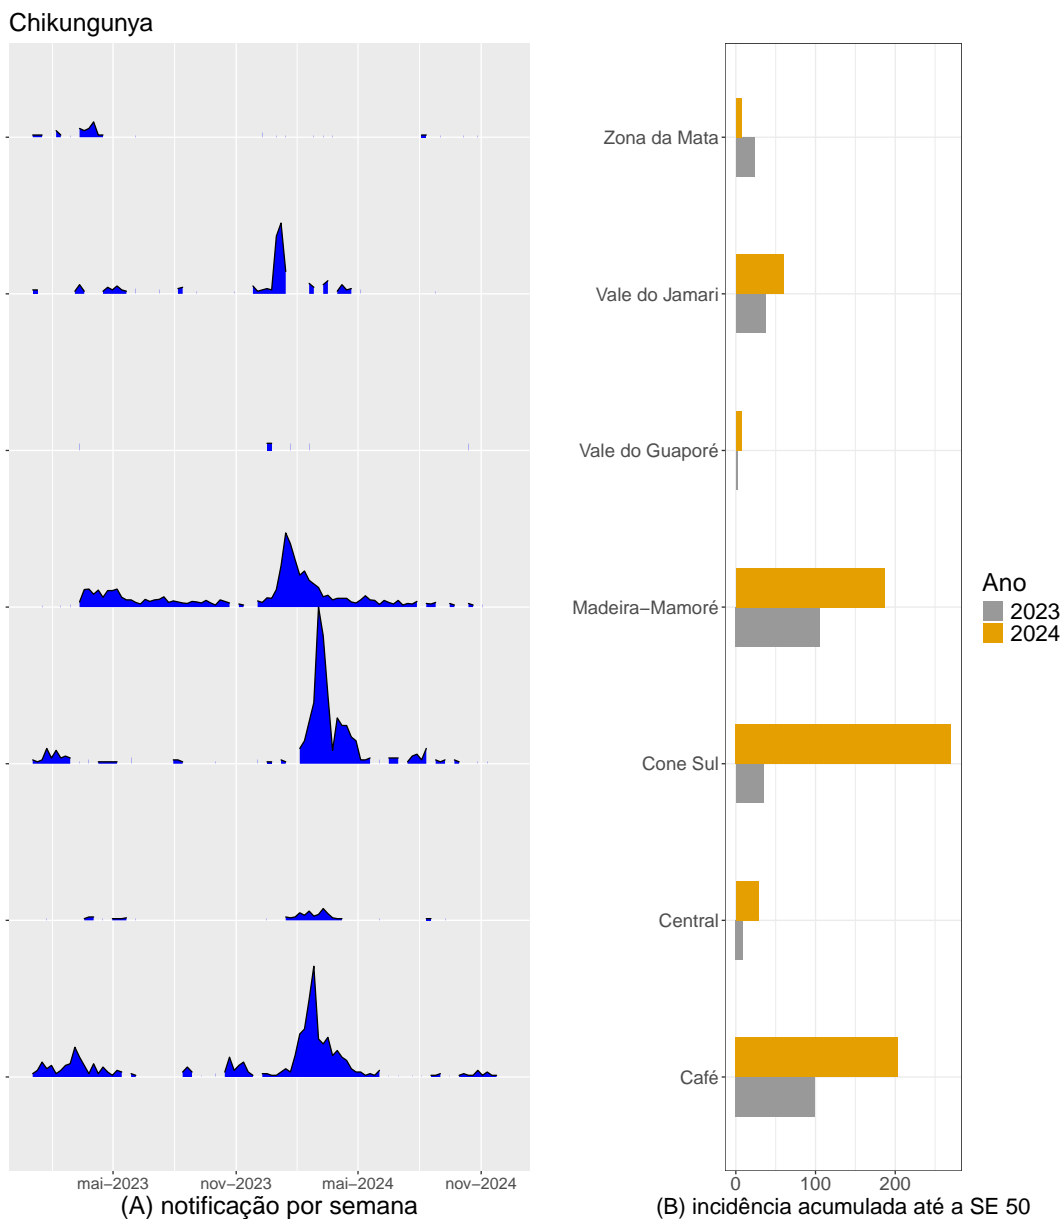 Chikungunya
Zona da Mata
Vale do Jamari
Vale do Guaporé
Madeira−Mamoré
Cone Sul
Central
Café
Ano
2023
2024
mai−2023 nov−2023 mai−2024 nov−2024
0 100 200
(A) notificação por semana
(B) incidência acumulada até a SE 50